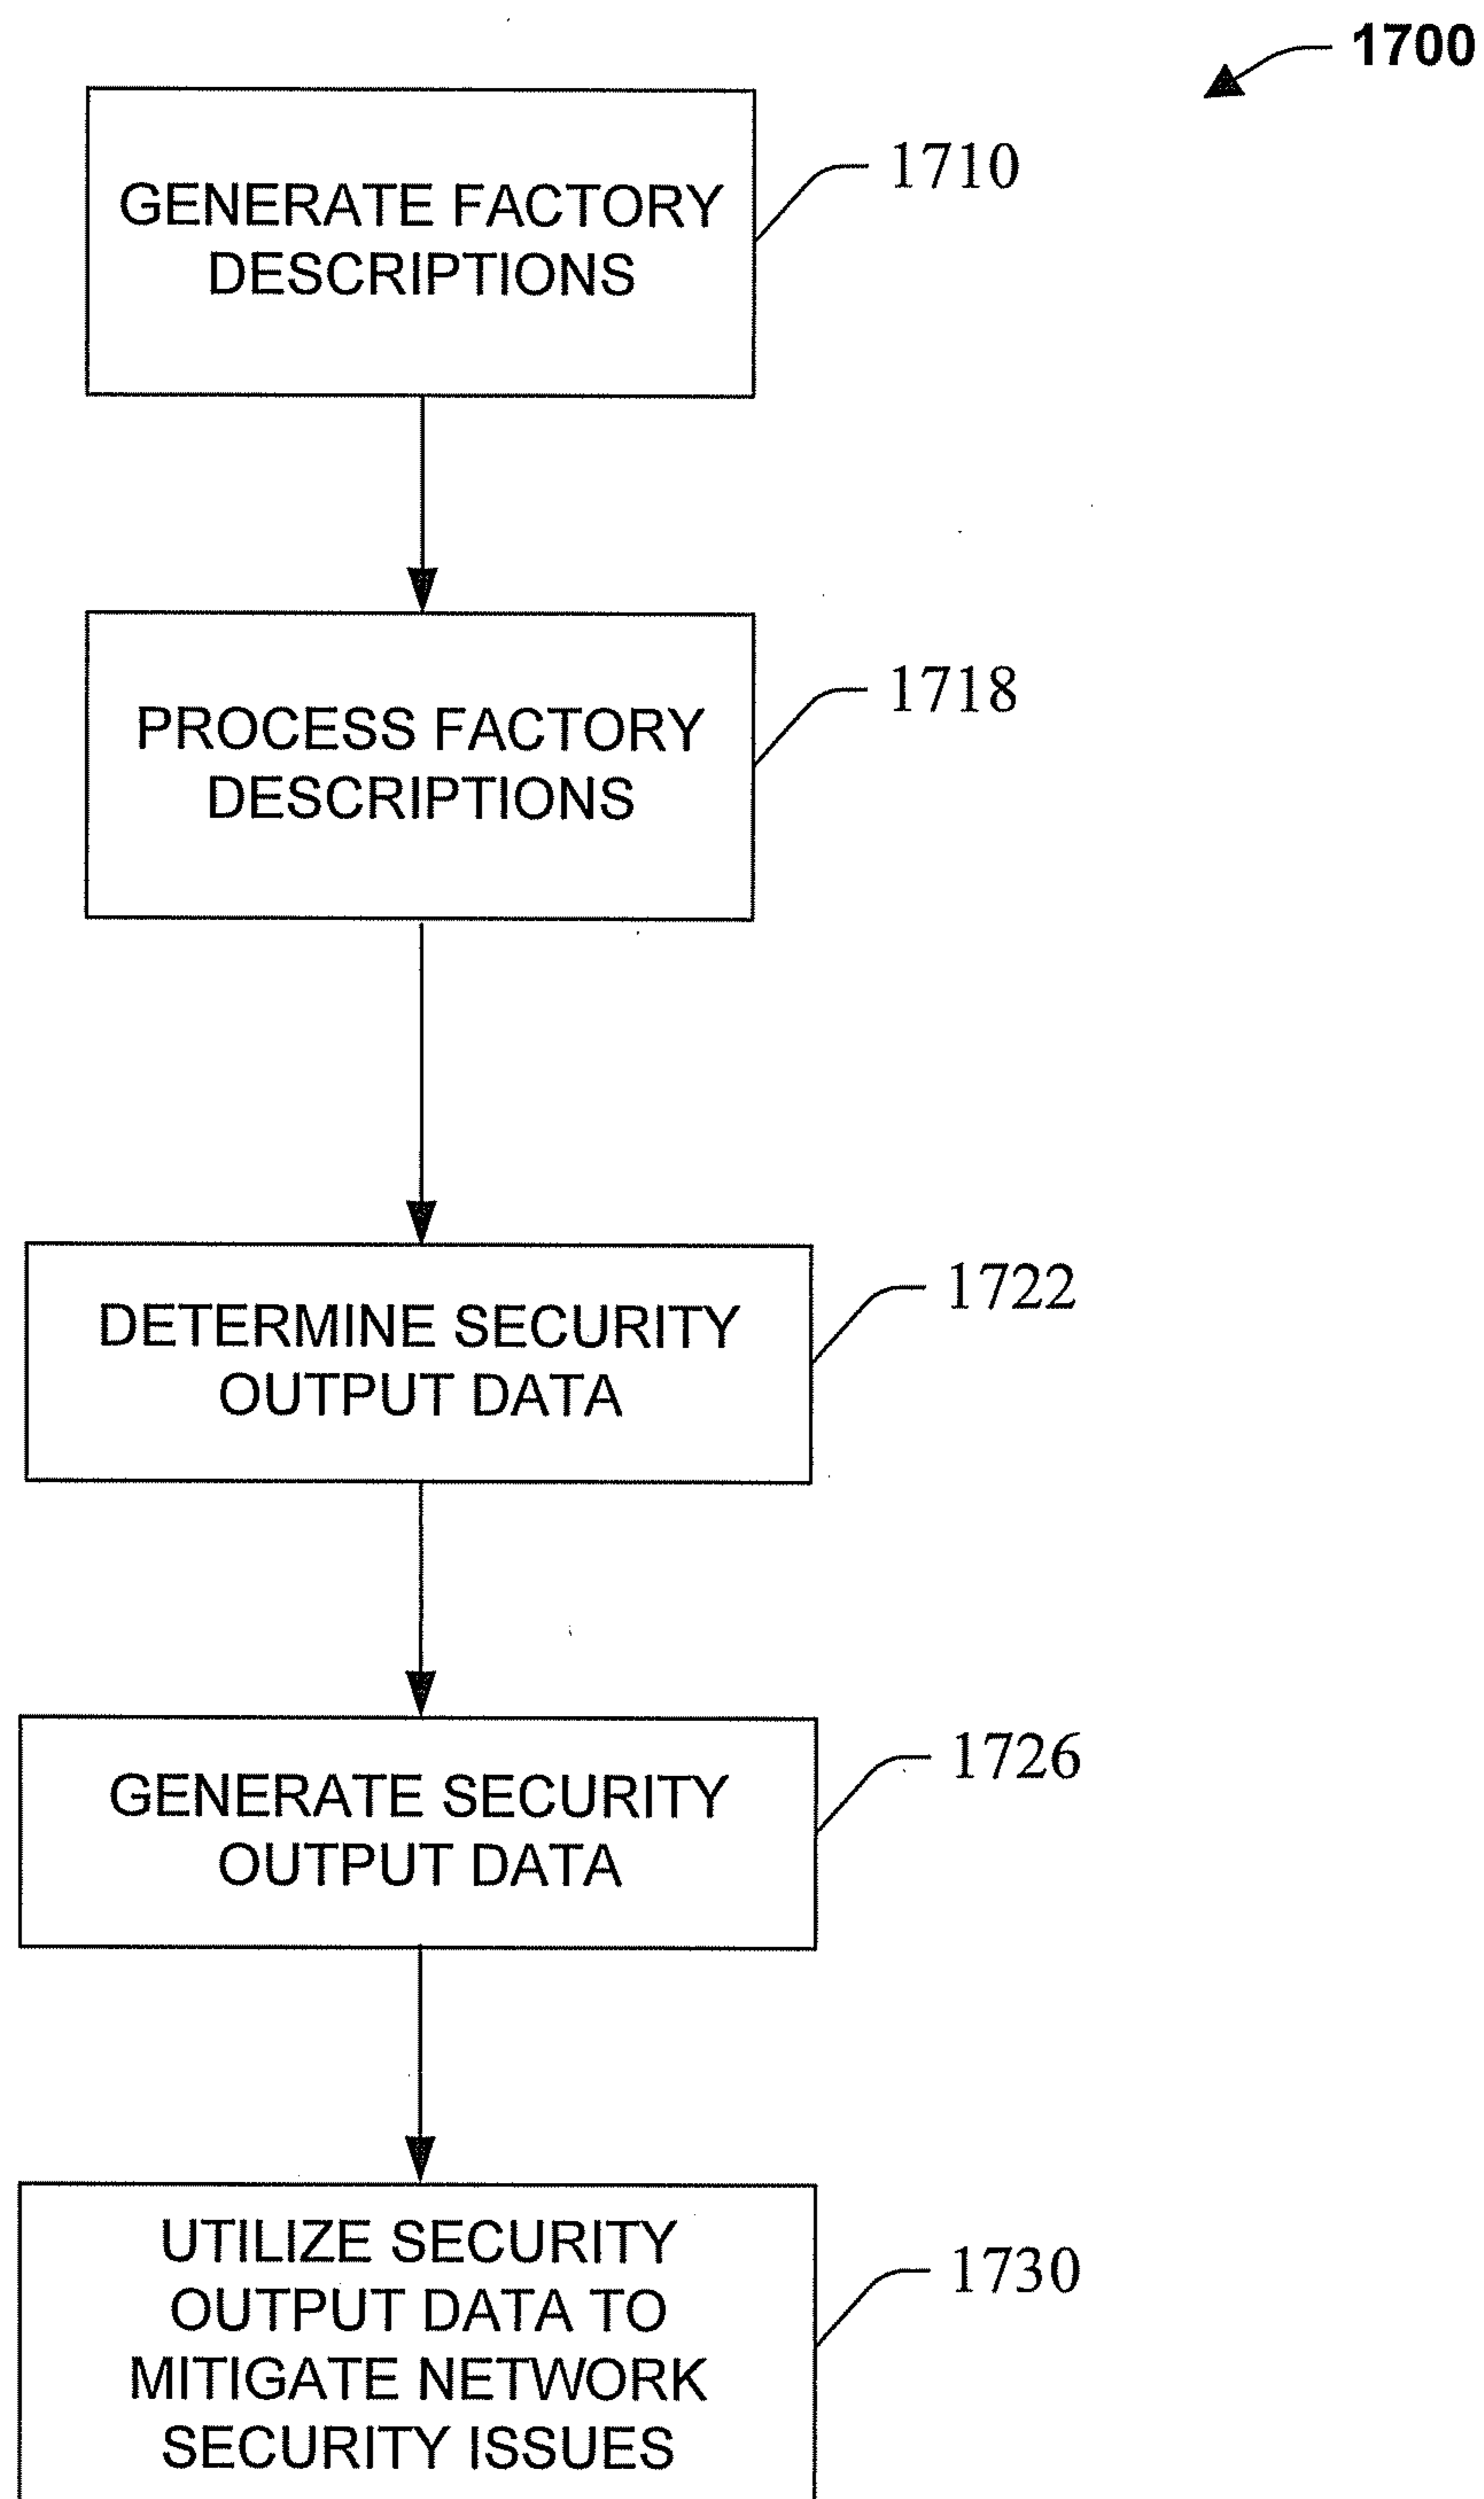 1700
GENERATE FACTORY
DESCRIPTIONS
1710
PROCESS FACTORY
DESCRIPTIONS
1718
DETERMINE SECURITY
OUTPUT DATA
1722
GENERATE SECURITY
OUTPUT DATA
1726
UTILIZE SECURITY
OUTPUT DATA TO
MITIGATE NETWORK
SECURITY ISSUES
1730